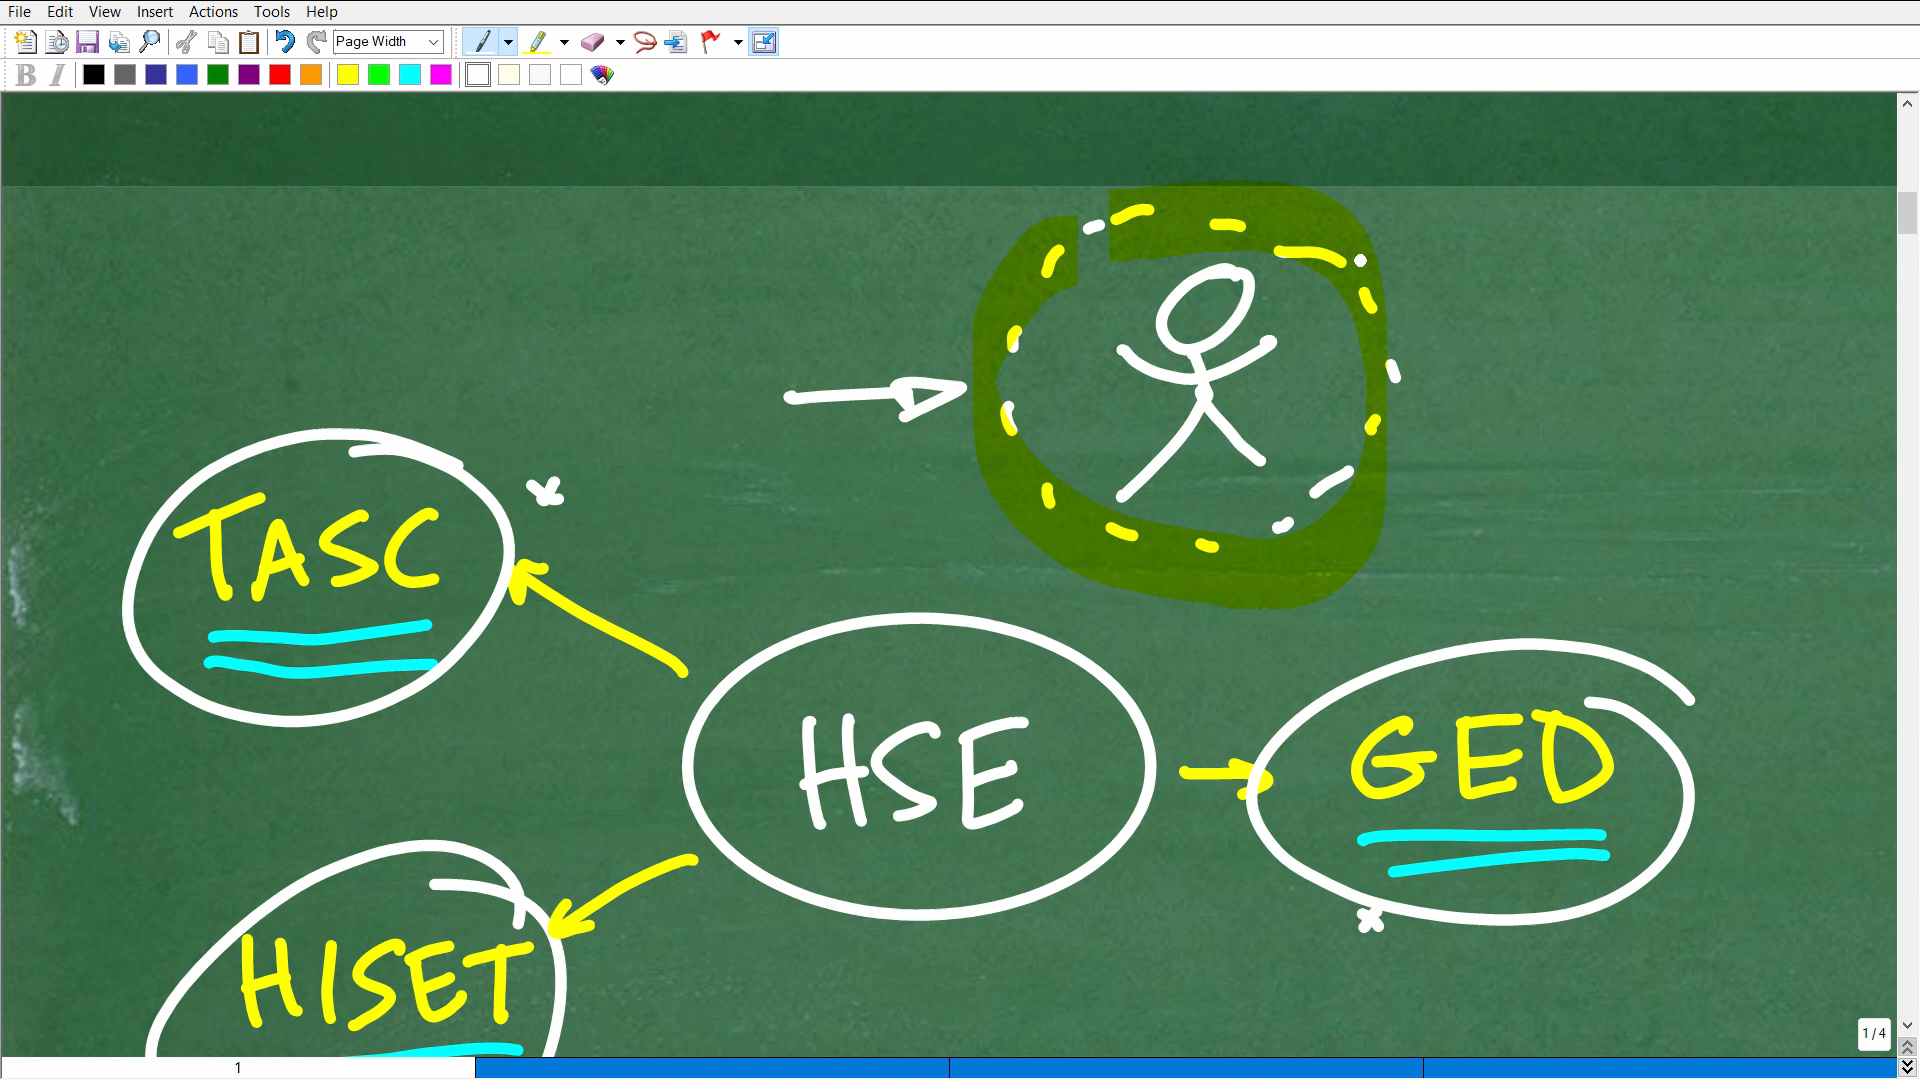 File Edit View Insert Actions Tools Help
Page Width
B I
TASC
HSE
GED
HISET
1 / 4
1